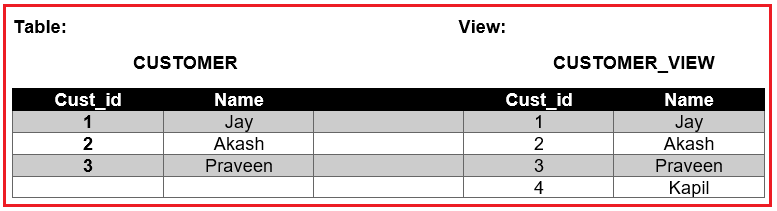 Table: View:
CUSTOMER CUSTOMER_VIEW
Cust_id Name Cust_id Name
1 Jay 1 Jay
2 Akash 2 Akash
3 Praveen 3 Praveen
4 Kapil